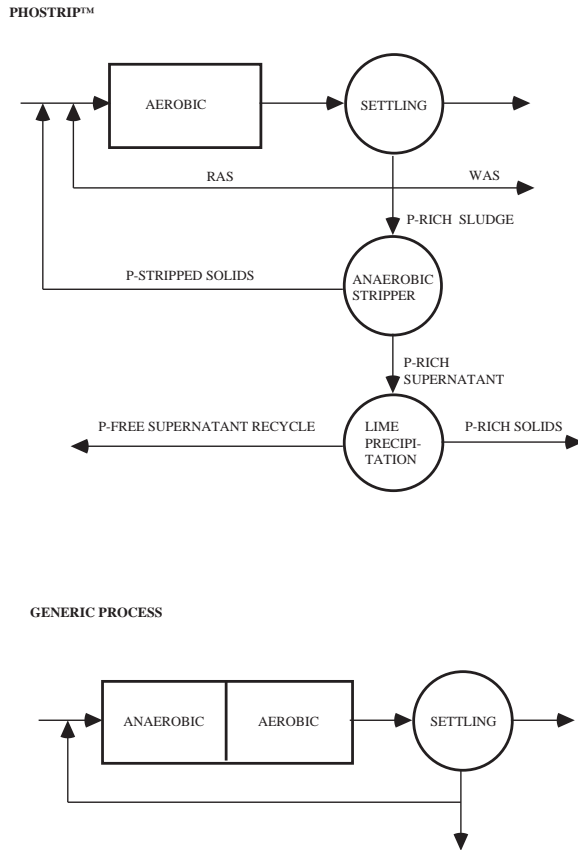 PHOSTRIP™
AEROBIC
SETTLING
RAS
WAS
P-RICH SLUDGE
P-STRIPPED SOLIDS
ANAEROBIC
STRIPPER
P-RICH
SUPERNATANT
P-FREE SUPERNATANT RECYCLE
LIME
PRECIPI-
TATION
P-RICH SOLIDS
GENERIC PROCESS
ANAEROBIC
AEROBIC
SETTLING